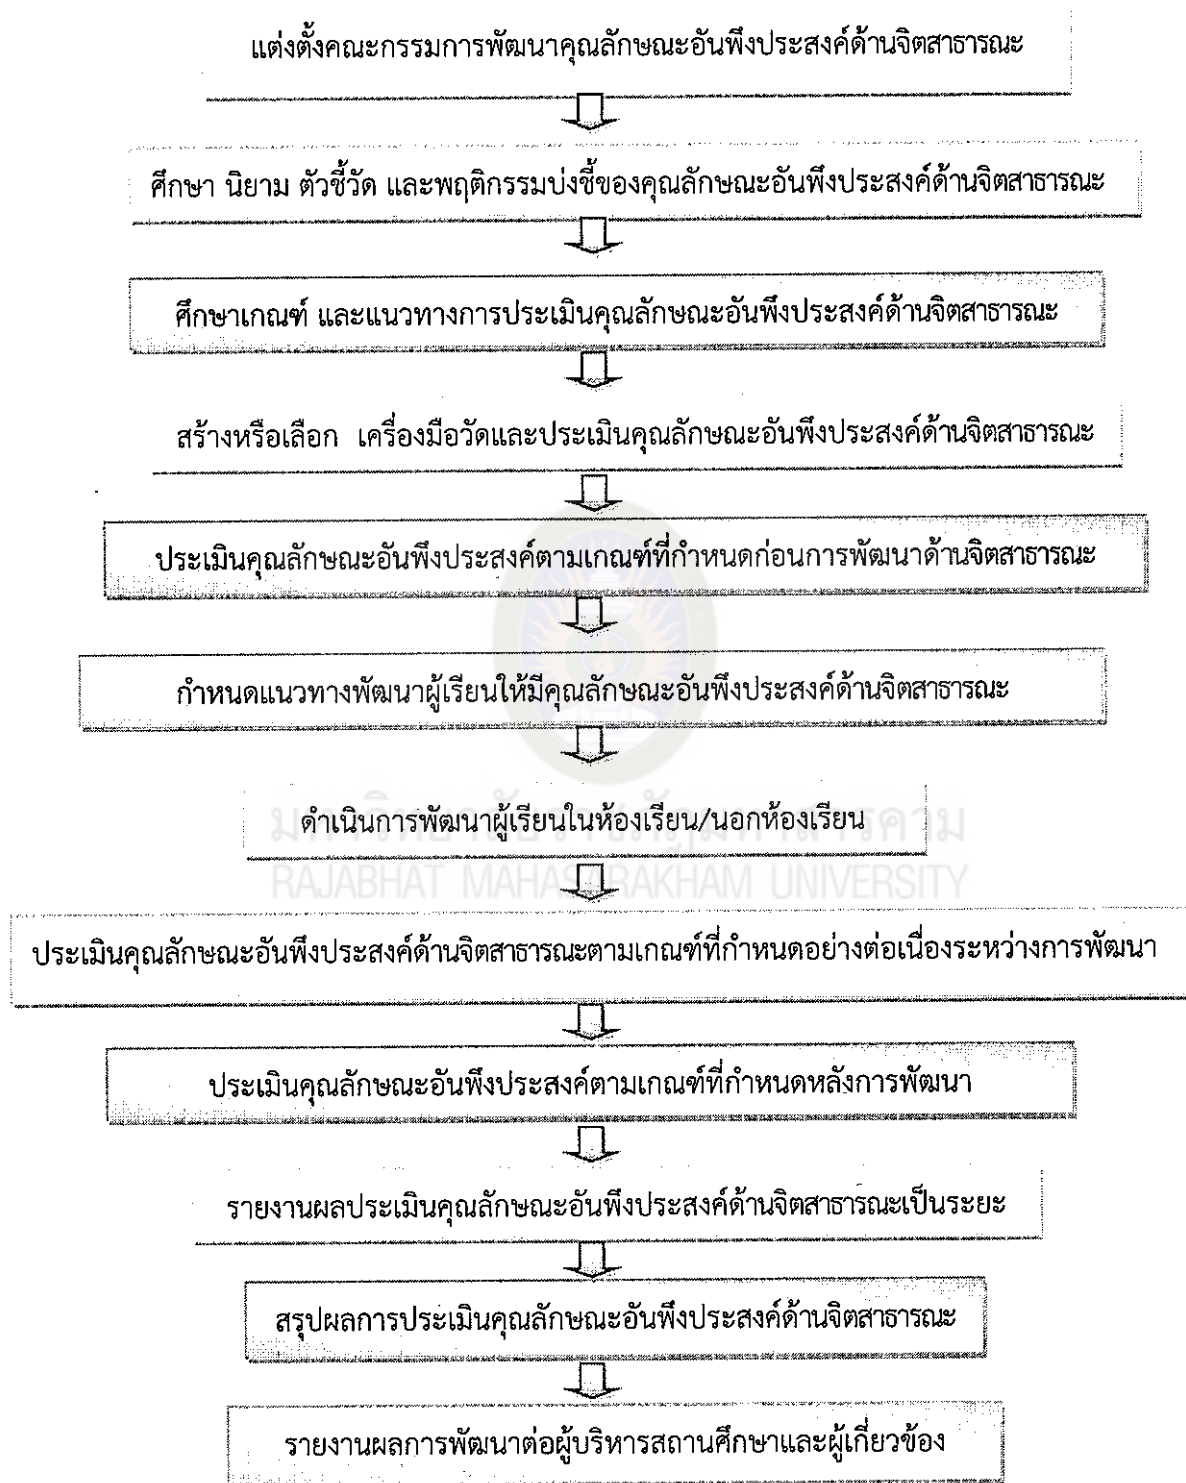 แต่งตั้งคณะกรรมการพัฒนาคุณลักษณะอันพึงประสงค์ด้านจิตสาธารณะ
ศึกษา นิยาม ตัวชี้วัด และพฤติกรรมบ่งชี้ของคุณลักษณะอันพึงประสงค์ด้านจิตสาธารณะ
ศึกษาเกณฑ์ และแนวทางการประเมินคุณลักษณะอันพึงประสงค์ด้านจิตสาธารณะ
สร้างหรือเลือก เครื่องมือวัดและประเมินคุณลักษณะอันพึงประสงค์ด้านจิตสาธารณะ
ประเมินคุณลักษณะอันพึงประสงค์ตามเกณฑ์ที่กำหนดก่อนการพัฒนาด้านจิตสาธารณะ
กำหนดแนวทางพัฒนาผู้เรียนให้มีคุณลักษณะอันพึงประสงค์ด้านจิตสาธารณะ
ดำเนินการพัฒนาผู้เรียนในห้องเรียน/นอกห้องเรียน
มหาวิทยาลัยราชภัฏมหาสารคาม
RAJABHAT MAHASARAKHAM UNIVERSITY
ประเมินคุณลักษณะอันพึงประสงค์ด้านจิตสาธารณะตามเกณฑ์ที่กำหนดอย่างต่อเนื่องระหว่างการพัฒนา
ประเมินคุณลักษณะอันพึงประสงค์ตามเกณฑ์ที่กำหนดหลังการพัฒนา
รายงานผลประเมินคุณลักษณะอันพึงประสงค์ด้านจิตสาธารณะเป็นระยะ
สรุปผลการประเมินคุณลักษณะอันพึงประสงค์ด้านจิตสาธารณะ
รายงานผลการพัฒนาต่อผู้บริหารสถานศึกษาและผู้เกี่ยวข้อง